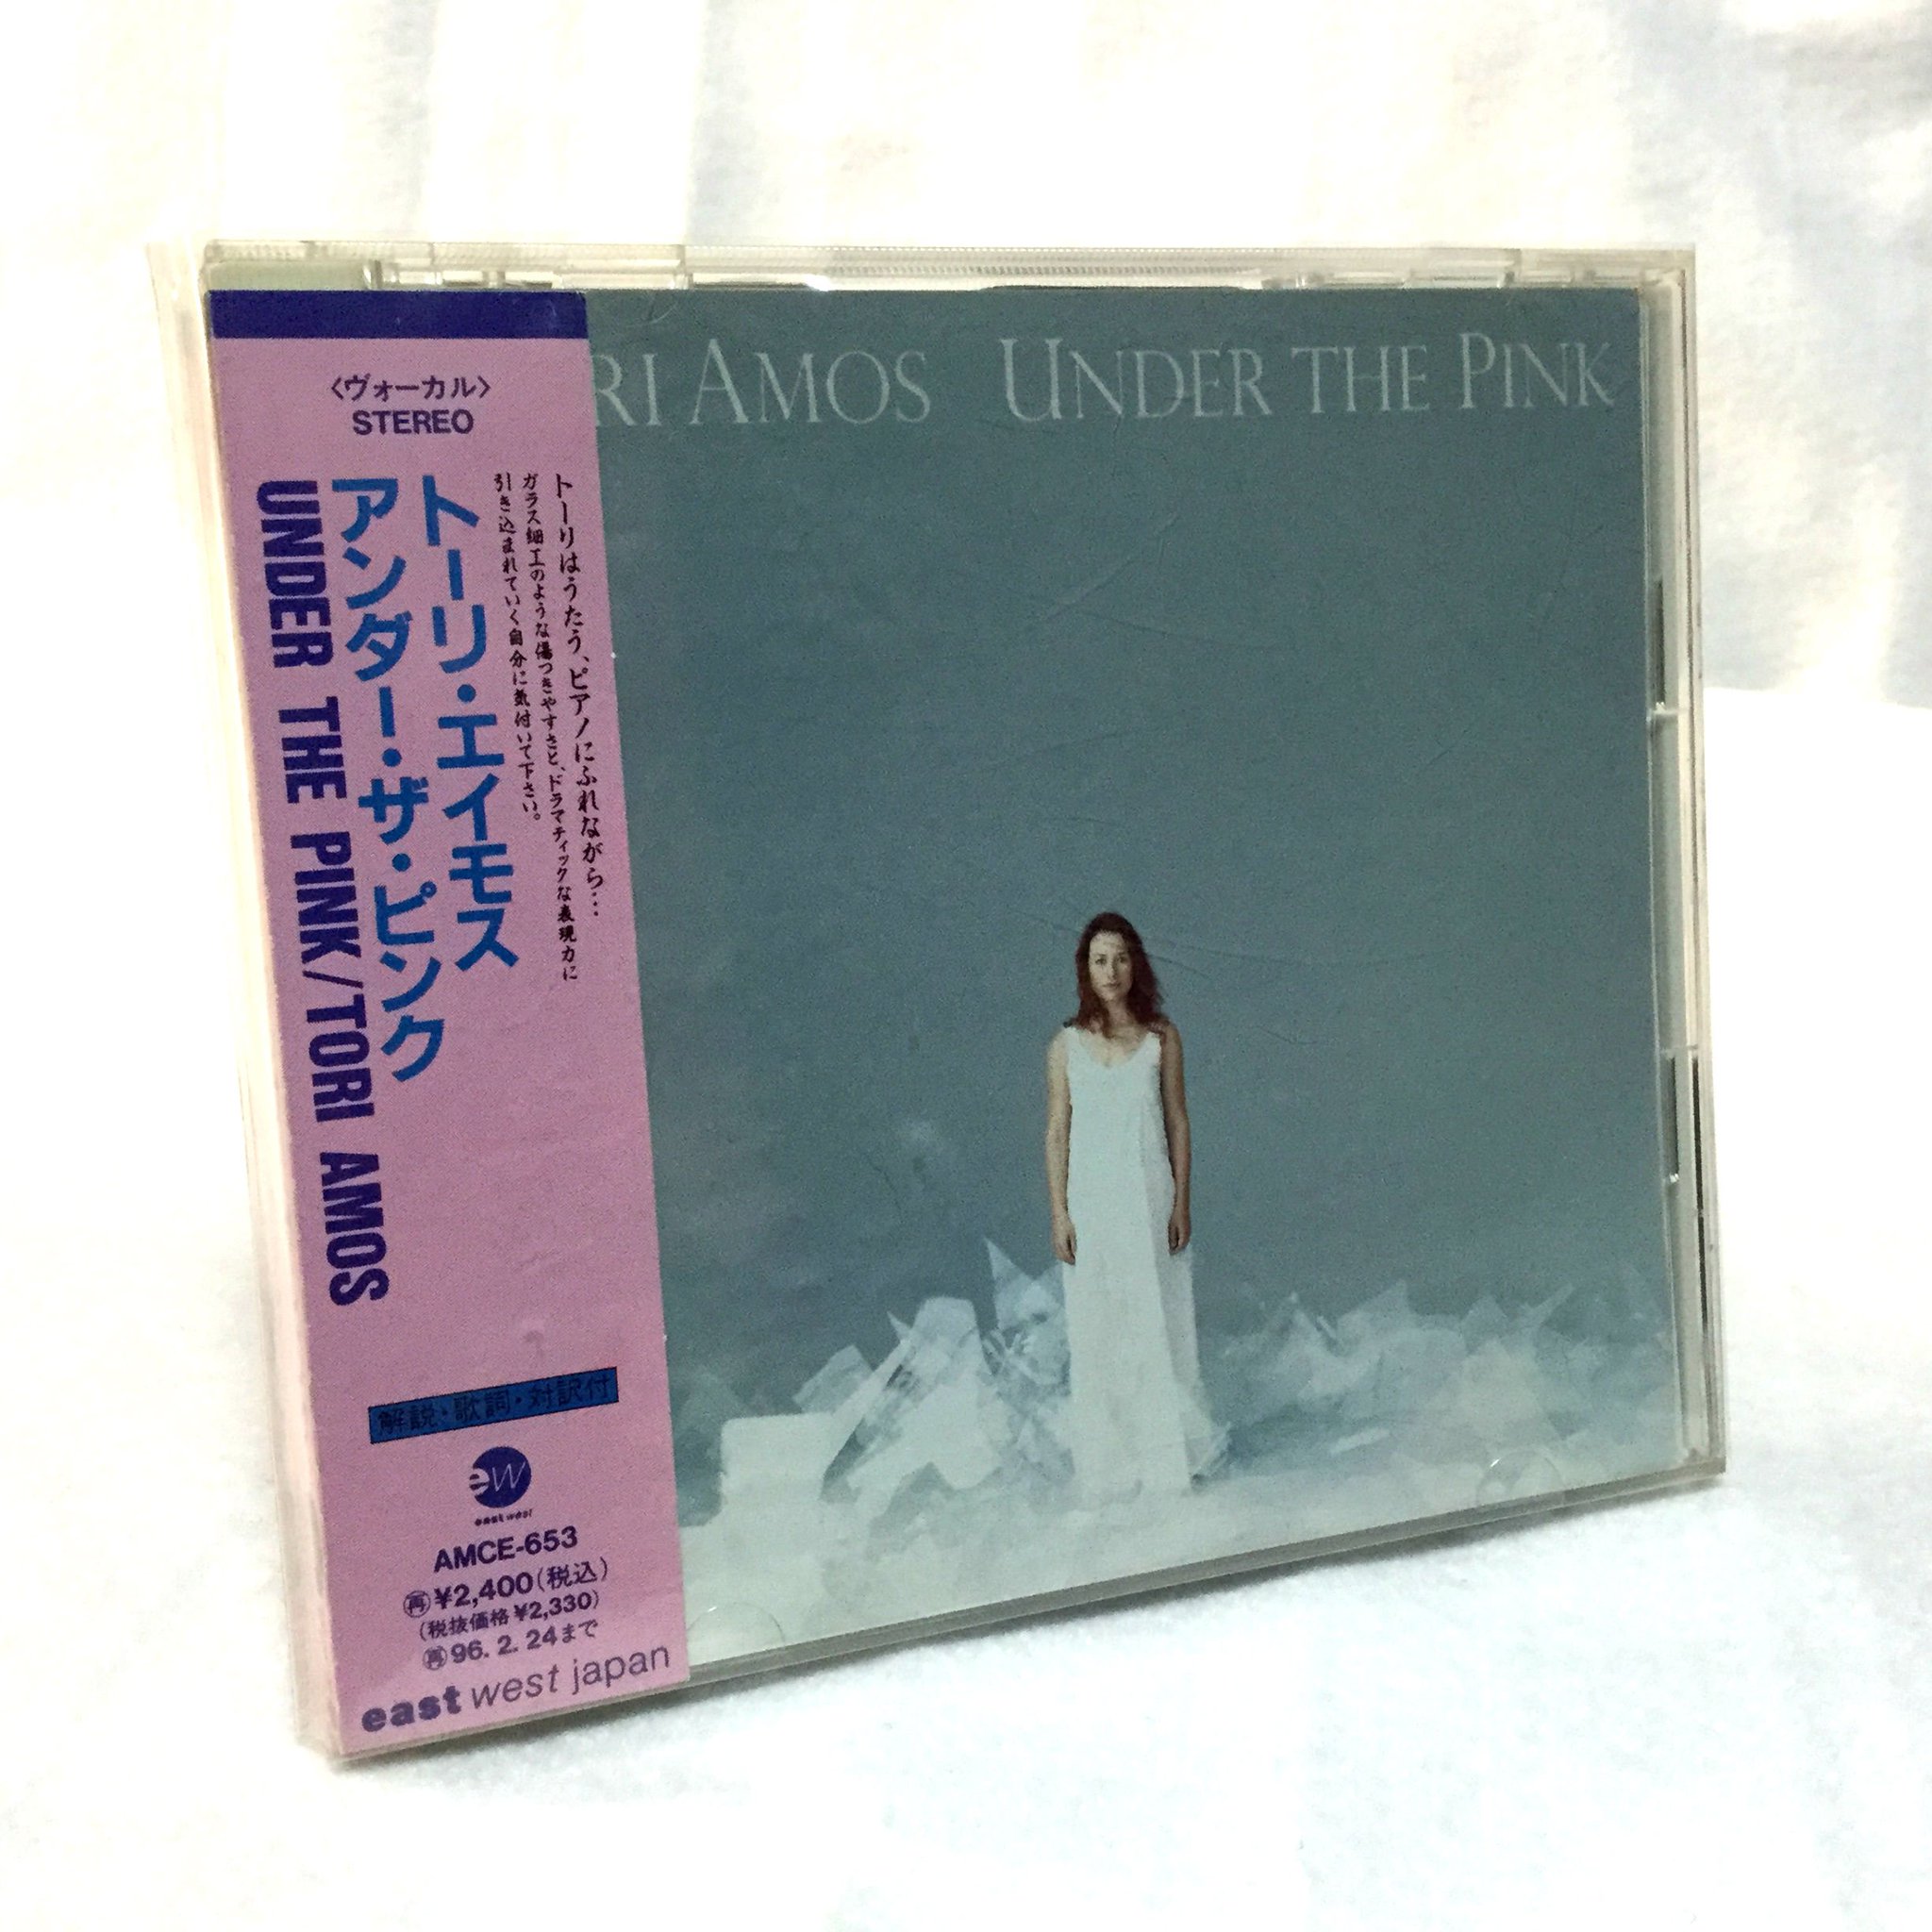 〈ヴォーカル〉
STEREO
トーリはうたう、ピアノにふれながら…
ガラス細工のような傷つきやすさと、ドラマティックな表現力に
引き込まれていく自分に気付いて下さい。
トーリ・エイモス
アンダー・ザ・ピンク
UNDER THE PINK/TORI AMOS
解説・歌詞・対訳付
ew
east west
AMCE-653
再¥2,400(税込)
(税抜価格¥2,330)
再96.2.24まで
east west japan
RI AMOS UNDER THE PINK